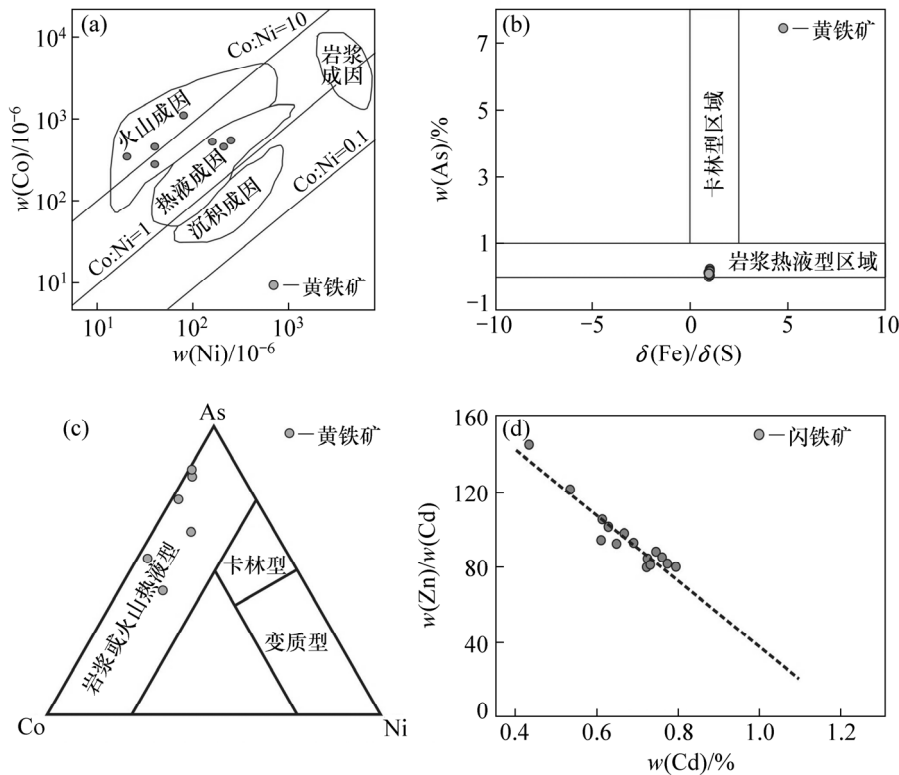 (a)
10⁴
10³
10²
10¹
w(Co)/10⁻⁶
Co:Ni=10
岩浆
成因
火山成因
热液成因
沉积成因
Co:Ni=0.1
Co:Ni=1
－黄铁矿
10¹
10²
10³
w(Ni)/10⁻⁶
(b)
－黄铁矿
7
5
3
1
−1
w(As)/%
卡林型区域
岩浆热液型区域
−10
−5
0
5
10
δ(Fe)/δ(S)
(c)
As
－黄铁矿
岩浆或火山热液型
卡林型
变质型
Co
Ni
160
(d)
－闪铁矿
120
80
40
0
w(Zn)/w(Cd)
0.4
0.6
0.8
1.0
1.2
w(Cd)/%